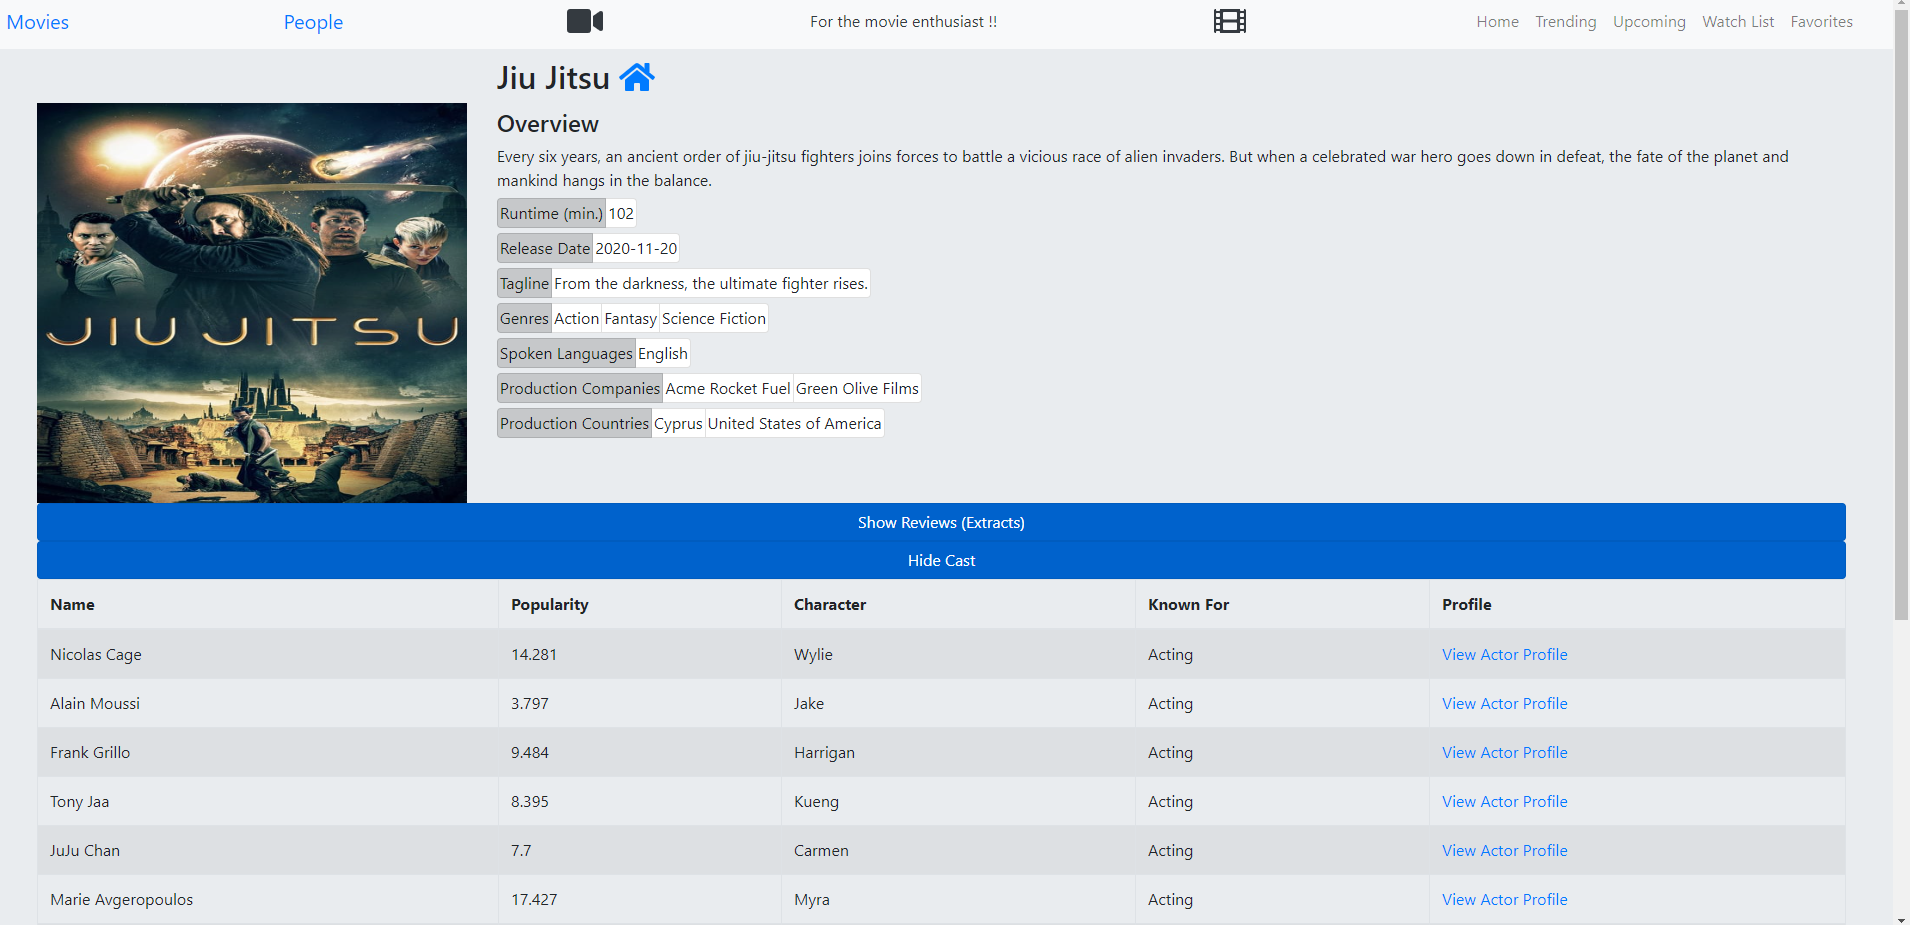 Movies People For the movie enthusiast !! Home Trending Upcoming Watch List Favorites
Jiu Jitsu
Overview
Every six years, an ancient order of jiu-jitsu fighters joins forces to battle a vicious race of alien invaders. But when a celebrated war hero goes down in defeat, the fate of the planet and
mankind hangs in the balance.
Runtime (min.) 102
Release Date 2020-11-20
Tagline From the darkness, the ultimate fighter rises.
Genres Action Fantasy Science Fiction
Spoken Languages English
Production Companies Acme Rocket Fuel Green Olive Films
Production Countries Cyprus United States of America
JIU JITSU
Show Reviews (Extracts)
Hide Cast
Name Popularity Character Known For Profile
Nicolas Cage 14.281 Wylie Acting View Actor Profile
Alain Moussi 3.797 Jake Acting View Actor Profile
Frank Grillo 9.484 Harrigan Acting View Actor Profile
Tony Jaa 8.395 Kueng Acting View Actor Profile
JuJu Chan 7.7 Carmen Acting View Actor Profile
Marie Avgeropoulos 17.427 Myra Acting View Actor Profile